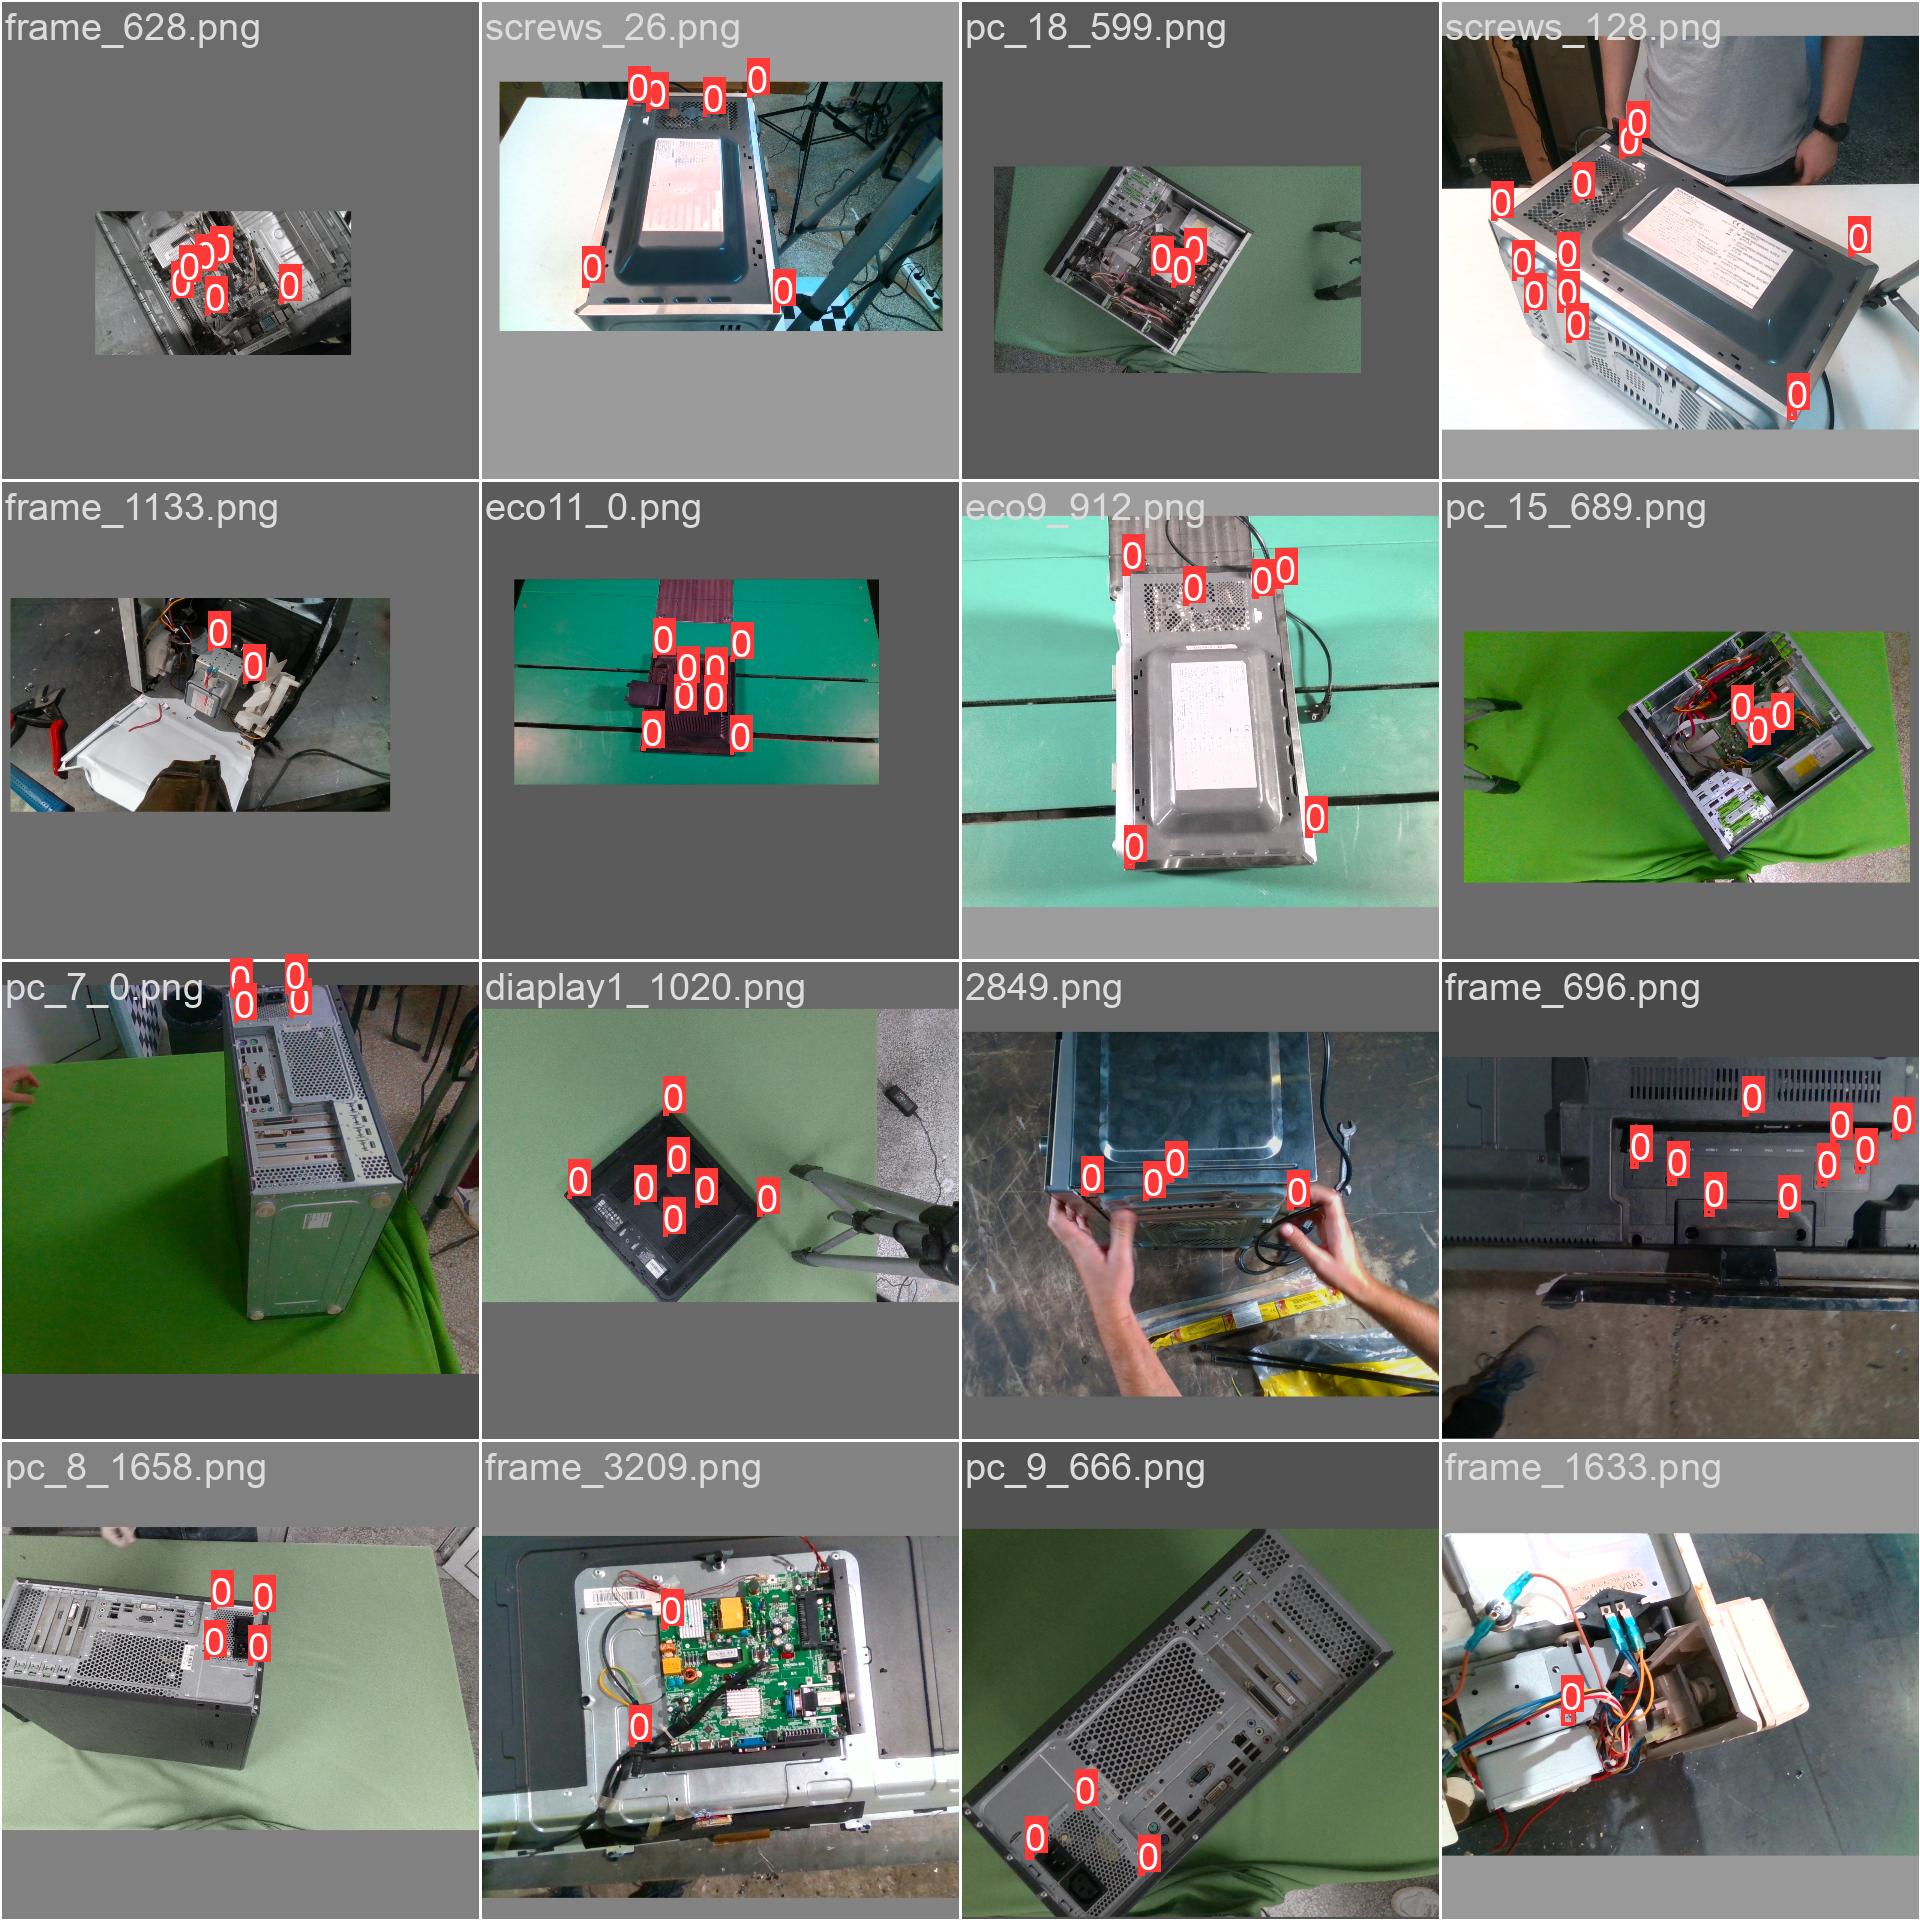 frame_628.png
screws_26.png
pc_18_599.png
screws_128.png
0 0 0 0 0 0 0
0 0 0 0 0 0
0 0 0
0 0 0 0 0 0 0 0 0 0 0
frame_1133.png
eco11_0.png
eco9_912.png
pc_15_689.png
0 0
0 0 0 0 0 0 0 0
0 0 0 0 0 0
0 0 0
pc_7_0.png
diaplay1_1020.png
2849.png
frame_696.png
0 0 0 0
0 0 0 0 0 0 0
0 0 0 0
0 0 0 0 0 0 0 0 0
pc_8_1658.png
frame_3209.png
pc_9_666.png
frame_1633.png
0 0 0 0
0 0
0 0 0
0